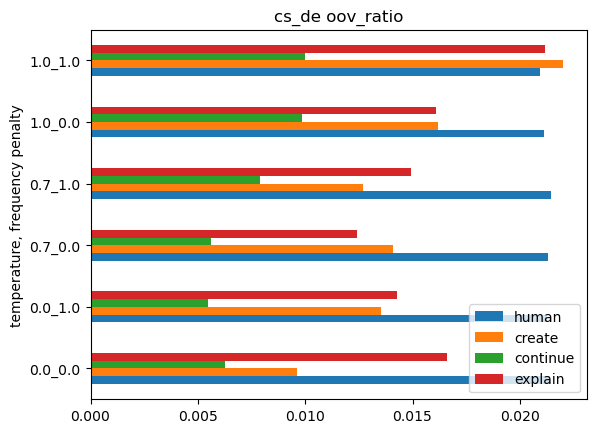 cs_de oov_ratio
temperature, frequency penalty
1.0_1.0
1.0_0.0
0.7_1.0
0.7_0.0
0.0_1.0
0.0_0.0
human
create
continue
explain
0.000 0.005 0.010 0.015 0.020